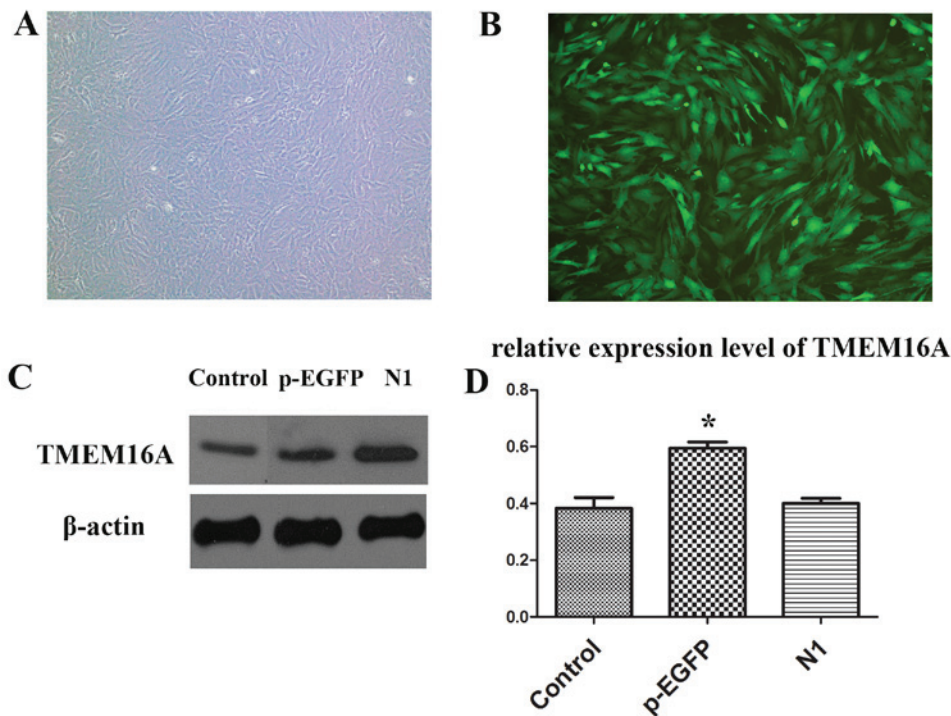 A
B
C
Control p-EGFP N1
TMEM16A
β-actin
relative expression level of TMEM16A
D
0.8
0.6
0.4
0.2
0.0
*
Control
p-EGFP
N1